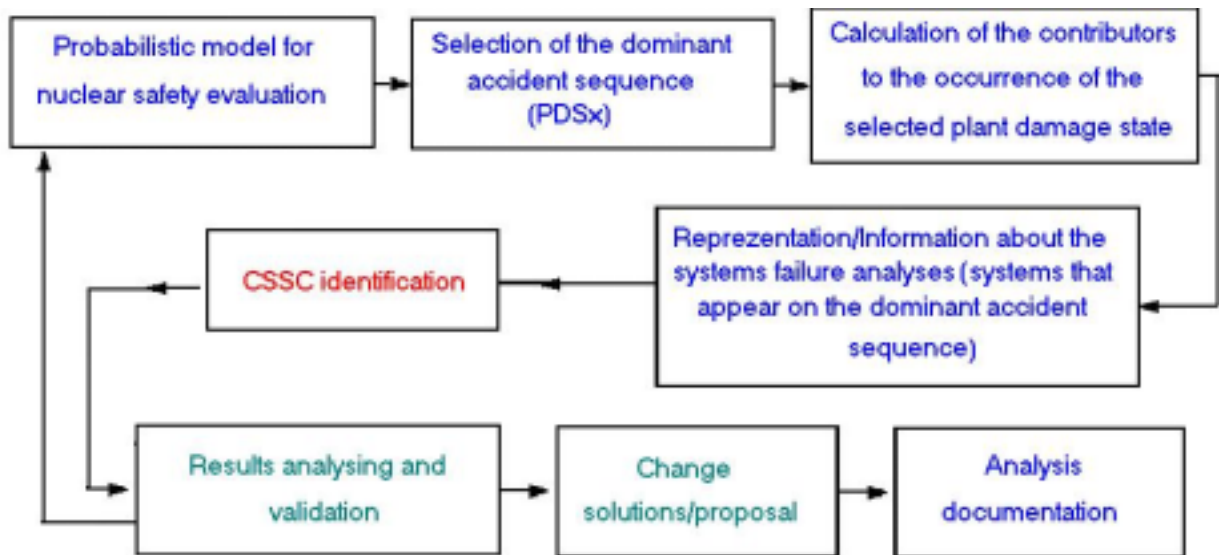 Probabilistic model for
nuclear safety evaluation
Selection of the dominant
accident sequence
(PDSx)
Calculation of the contributors
to the occurrence of the
selected plant damage state
Reprezentation/Information about the
systems failure analyses (systems that
appear on the dominant accident
sequence)
CSSC identification
Results analysing and
validation
Change
solutions/proposal
Analysis
documentation